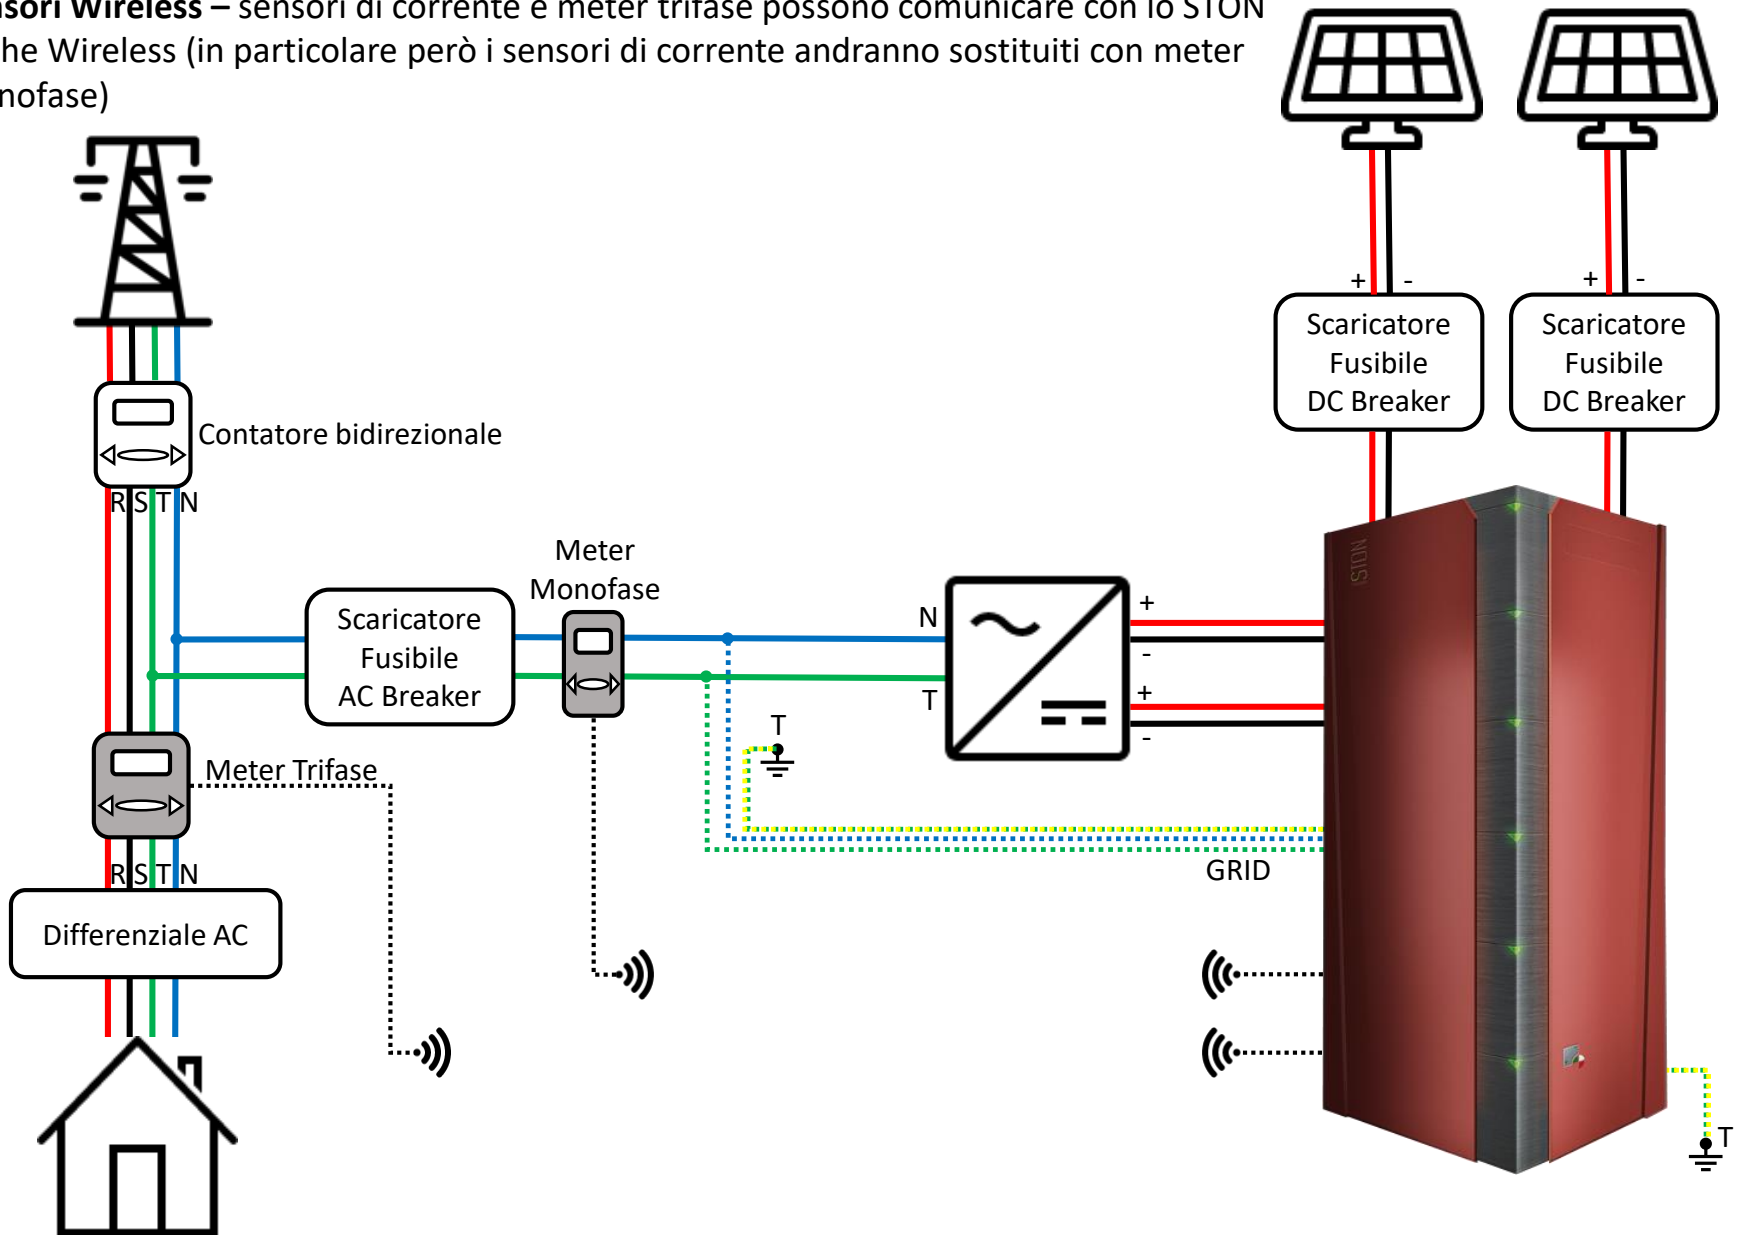 nsori Wireless – sensori di corrente e meter trifase possono comunicare con lo STON
che Wireless (in particolare però i sensori di corrente andranno sostituiti con meter
nofase)
+ -
+ -
Scaricatore
Fusibile
DC Breaker
Scaricatore
Fusibile
DC Breaker
Contatore bidirezionale
R S T N
STON
Meter
Monofase
Scaricatore
Fusibile
AC Breaker
N
T
+
-
+
-
T
Meter Trifase
GRID
R S T N
Differenziale AC
T